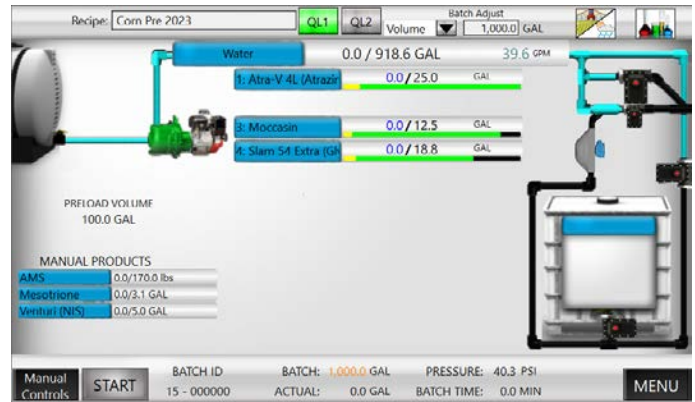 Recipe: Corn Pre 2023 QL1 QL2 Volume Batch Adjust 1,000.0 GAL
Water 0.0 / 918.6 GAL 39.6 GPM
1: Atra-V 4L (Atrazin 0.0/25.0 GAL
3: Moccasin 0.0/12.5 GAL
4: Slam 54 Extra (Gl 0.0/18.8 GAL
PRELOAD VOLUME
100.0 GAL
MANUAL PRODUCTS
AMS 0.0/170.0 lbs
Mesotrione 0.0/3.1 GAL
Venturi (NIS) 0.0/5.0 GAL
Manual Controls START BATCH ID BATCH: 1,000.0 GAL PRESSURE: 40.3 PSI MENU
15 - 000000 ACTUAL: 0.0 GAL BATCH TIME: 0.0 MIN